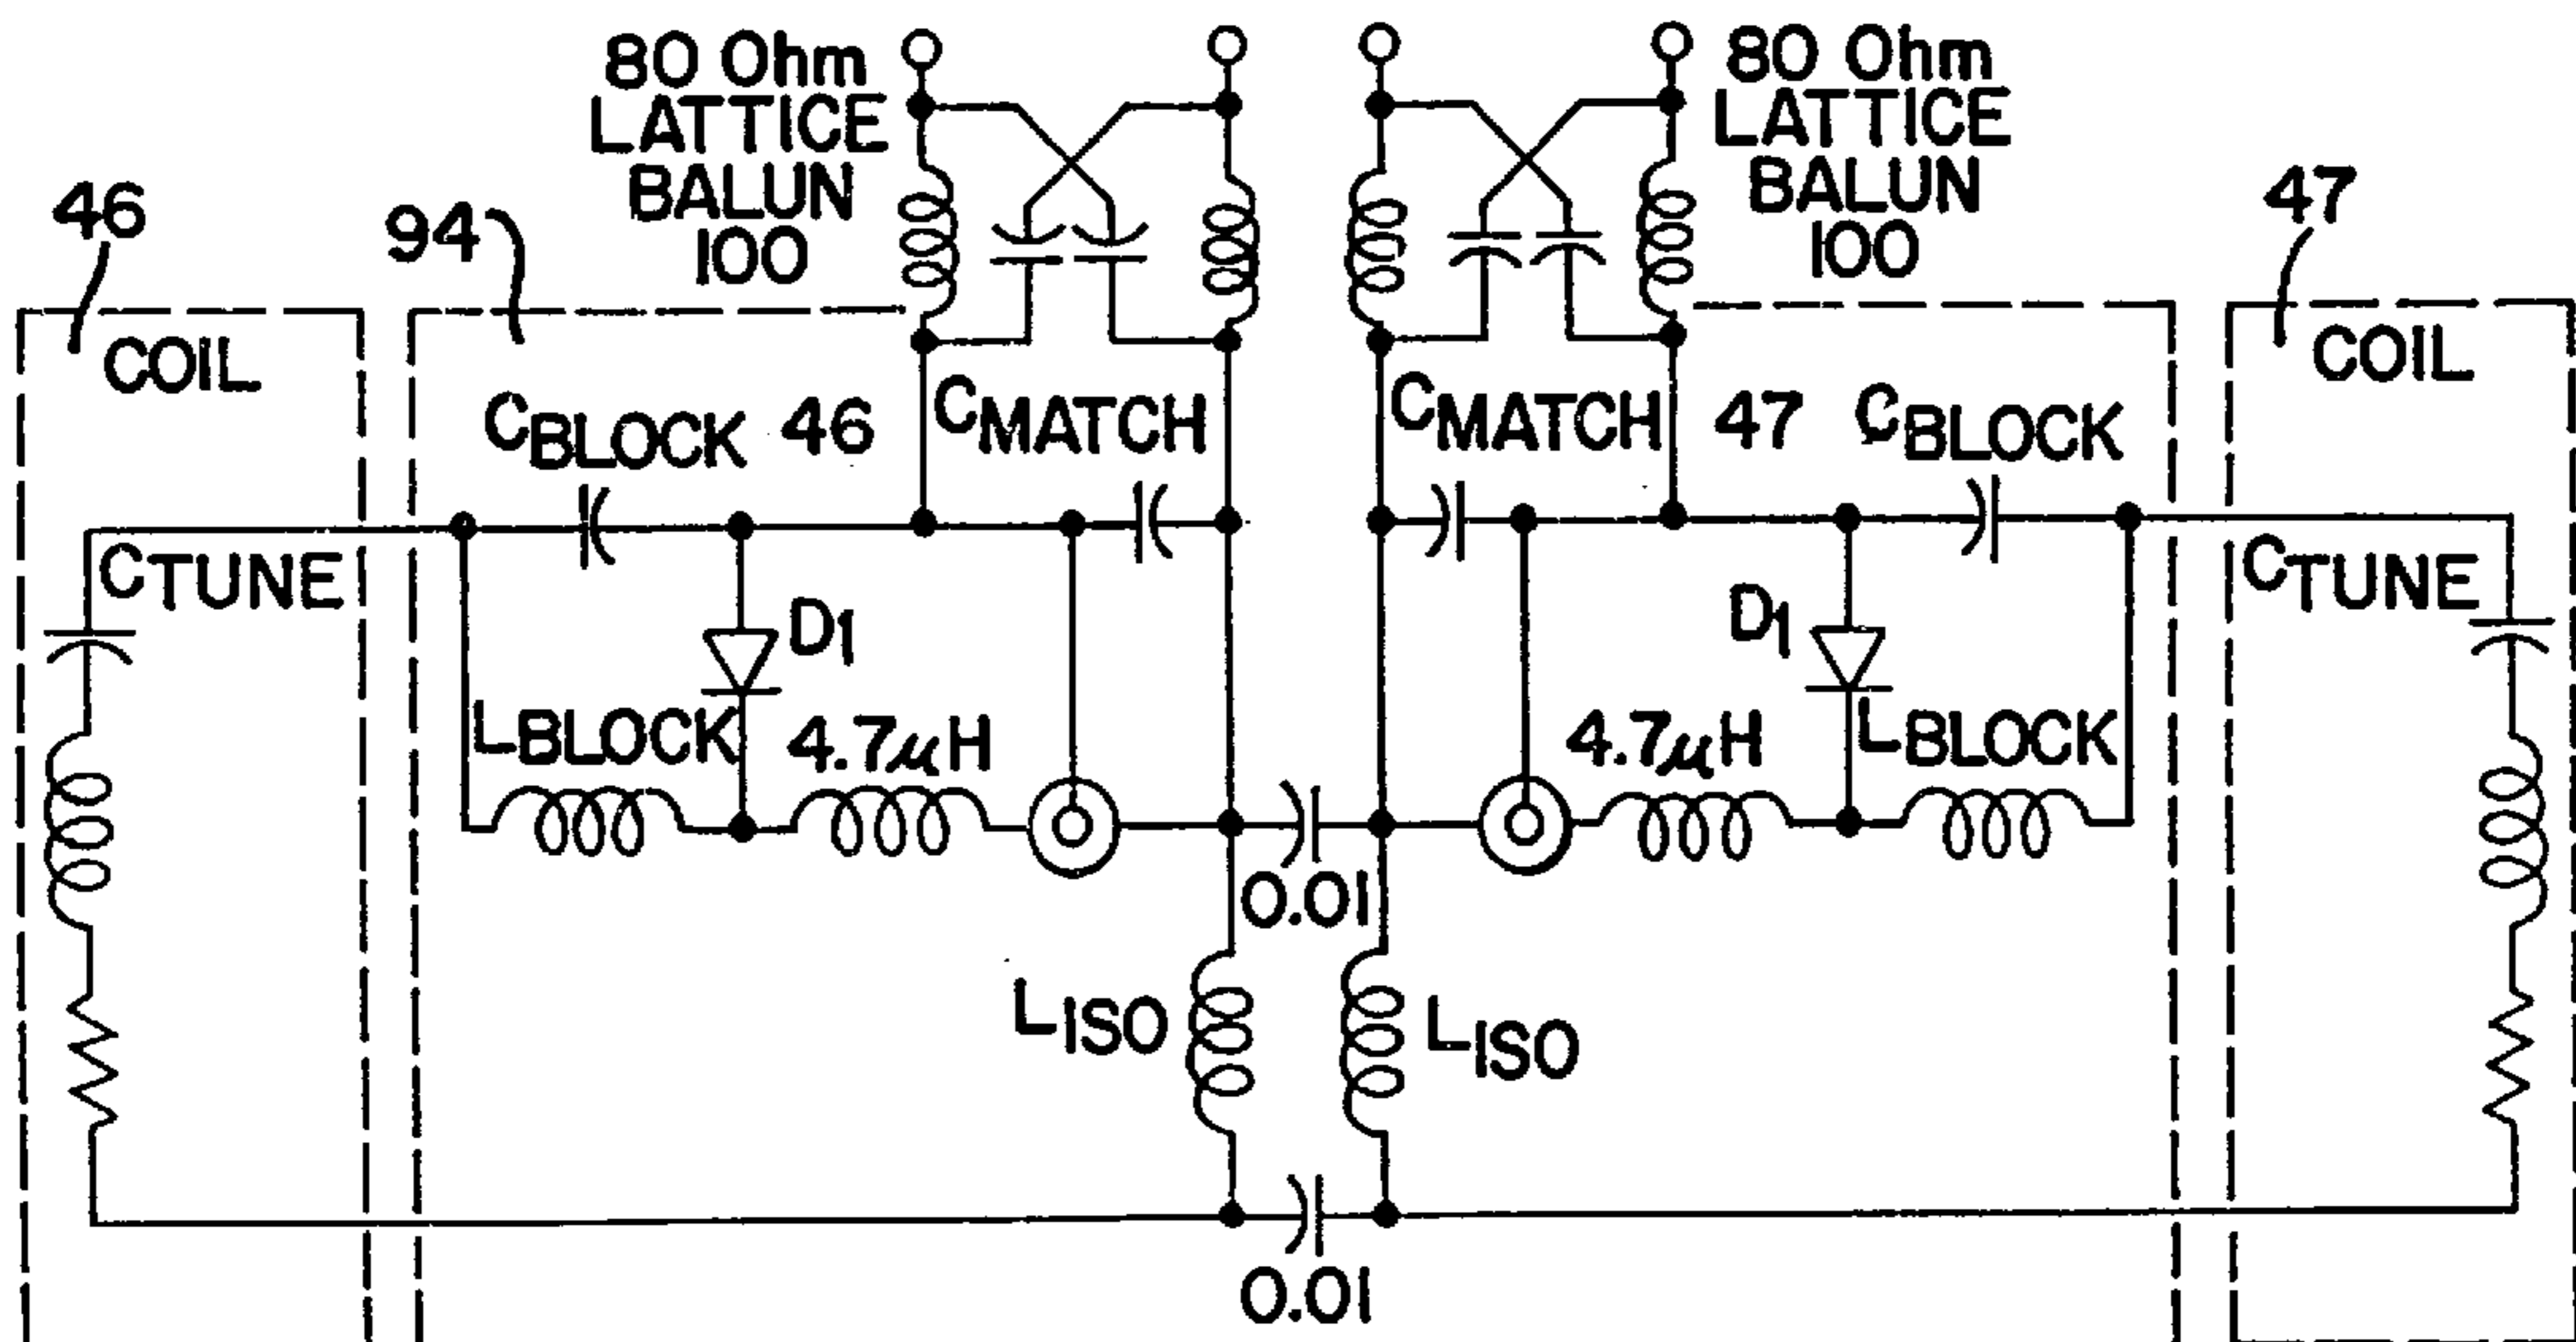 80 Ohm
LATTICE
BALUN
100
80 Ohm
LATTICE
BALUN
100
46
94
47
COIL
COIL
CBLOCK 46
CMATCH
CMATCH
47 CBLOCK
CTUNE
CTUNE
D1
D1
LBLOCK
4.7μH
4.7μH
LBLOCK
0.01
LISO
LISO
0.01